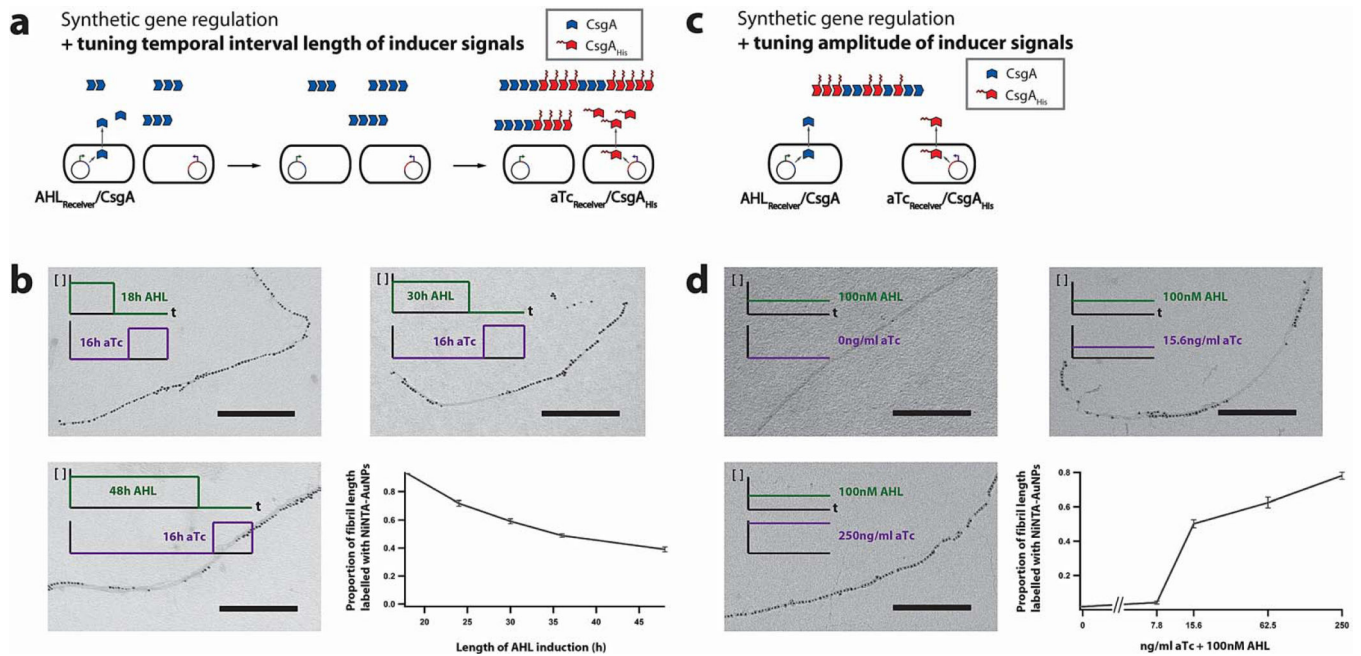 a
Synthetic gene regulation
+ tuning temporal interval length of inducer signals
CsgA
CsgAHis
AHLReceiver/CsgA
aTcReceiver/CsgAHis
c
Synthetic gene regulation
+ tuning amplitude of inducer signals
CsgA
CsgAHis
AHLReceiver/CsgA
aTcReceiver/CsgAHis
b
[ ]
18h AHL
t
16h aTc
[ ]
30h AHL
t
16h aTc
[ ]
48h AHL
t
16h aTc
Proportion of fibril length
labelled with NiNTA-AuNPs
0.8
0.6
0.4
0.2
0.0
20
25
30
35
40
45
Length of AHL induction (h)
d
[ ]
100nM AHL
t
0ng/ml aTc
[ ]
100nM AHL
t
15.6ng/ml aTc
[ ]
100nM AHL
t
250ng/ml aTc
Proportion of fibril length
labelled with NiNTA-AuNPs
0.8
0.6
0.4
0.2
0
7.8
15.6
62.5
250
ng/ml aTc + 100nM AHL